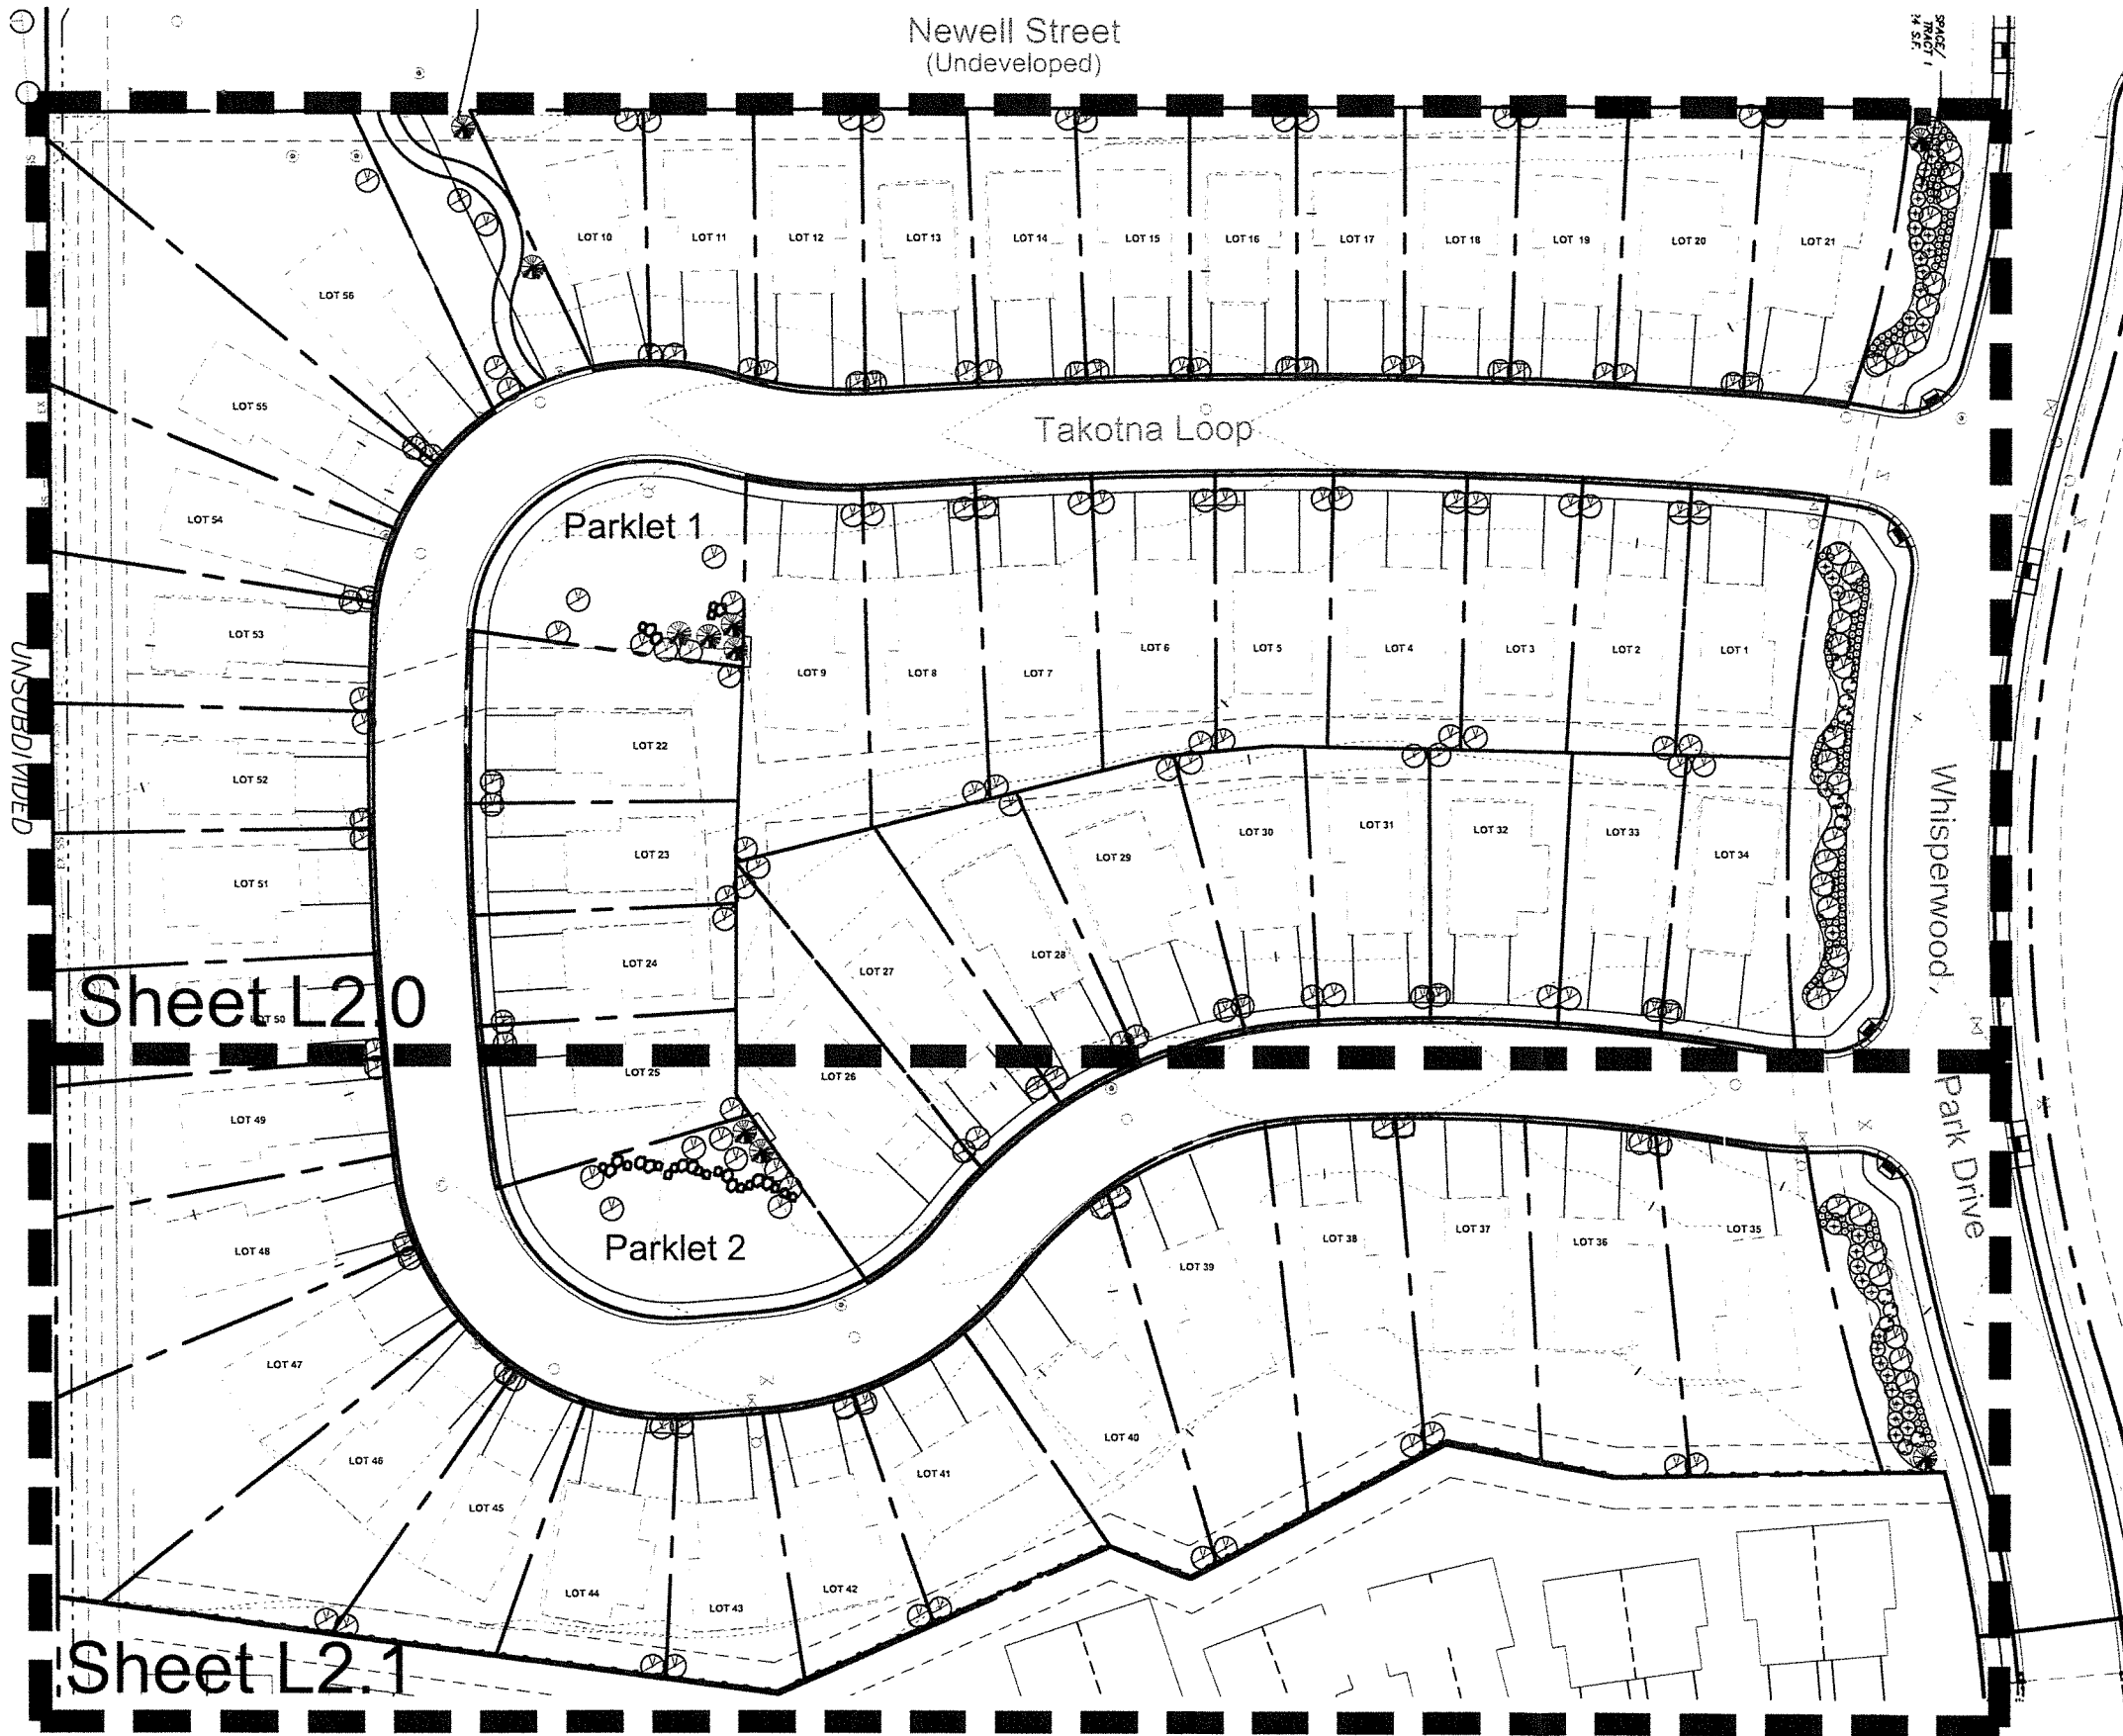 Newell Street
(Undeveloped)
SPACE/
TRACT 1
LOT 10
LOT 11
LOT 12
LOT 13
LOT 14
LOT 15
LOT 16
LOT 17
LOT 18
LOT 19
LOT 20
LOT 21
LOT 56
LOT 55
LOT 54
Takotna Loop
Parklet 1
LOT 53
LOT 9
LOT 8
LOT 7
LOT 6
LOT 5
LOT 4
LOT 3
LOT 2
LOT 1
UNSUBDIVIDED
LOT 52
LOT 22
LOT 51
LOT 23
LOT 24
LOT 27
LOT 28
LOT 29
LOT 30
LOT 31
LOT 32
LOT 33
LOT 34
Whisperwood
Park Drive
Sheet L2.0
LOT 50
LOT 25
LOT 26
LOT 49
LOT 48
Parklet 2
LOT 39
LOT 38
LOT 37
LOT 36
LOT 35
LOT 47
LOT 46
LOT 45
LOT 44
LOT 43
LOT 42
LOT 41
LOT 40
Sheet L2.1